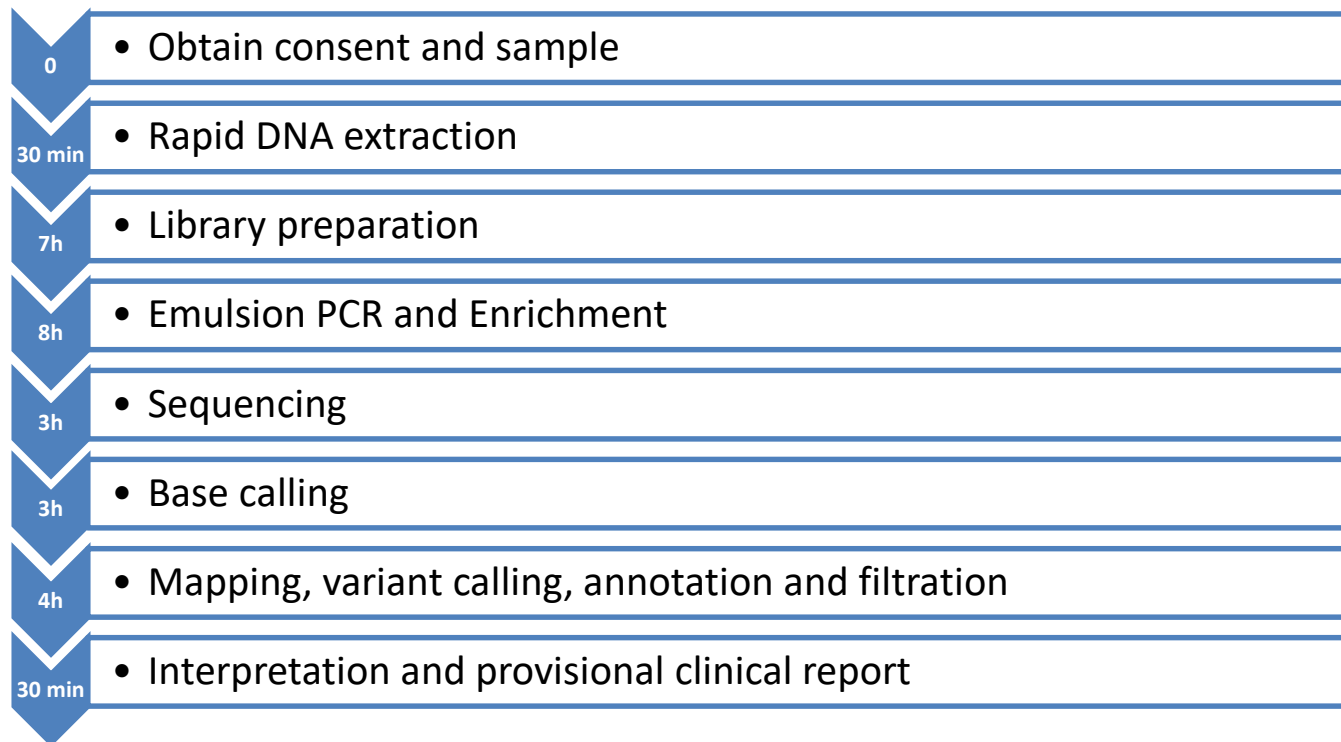 0
• Obtain consent and sample
30 min
• Rapid DNA extraction
7h
• Library preparation
8h
• Emulsion PCR and Enrichment
3h
• Sequencing
3h
• Base calling
4h
• Mapping, variant calling, annotation and filtration
30 min
• Interpretation and provisional clinical report